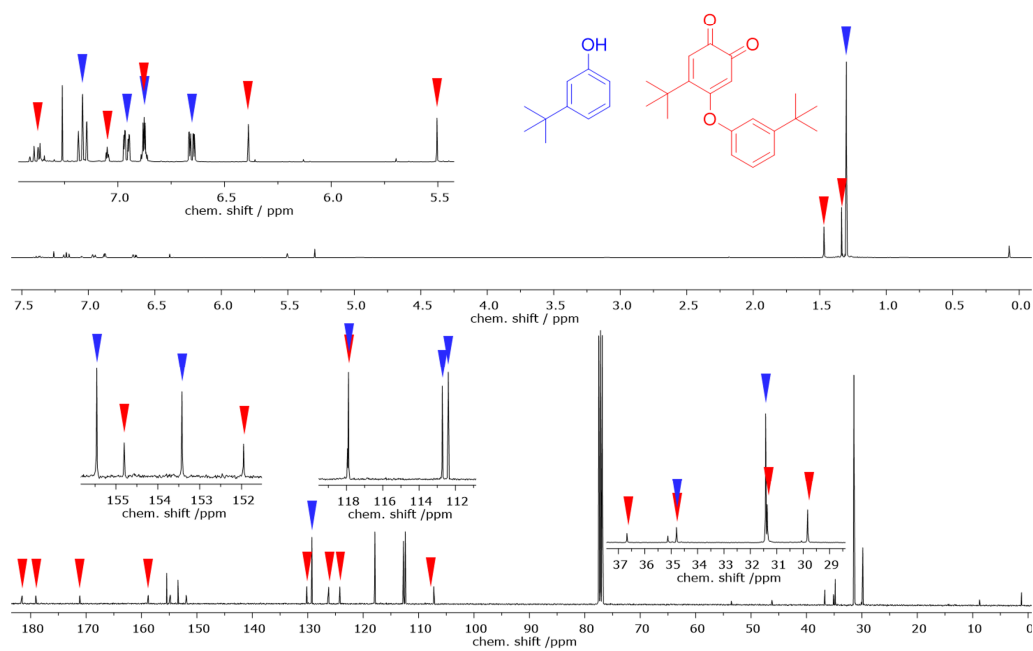 OH
O
O
O
7.0 6.5 6.0 5.5
chem. shift / ppm
7.5 7.0 6.5 6.0 5.5 5.0 4.5 4.0 3.5 3.0 2.5 2.0 1.5 1.0 0.5 0.0
chem. shift / ppm
155 154 153 152
chem. shift /ppm
118 116 114 112
chem. shift /ppm
37 36 35 34 33 32 31 30 29
chem. shift /ppm
180 170 160 150 140 130 120 110 100 90 80 70 60 50 40 30 20 10 0
chem. shift /ppm